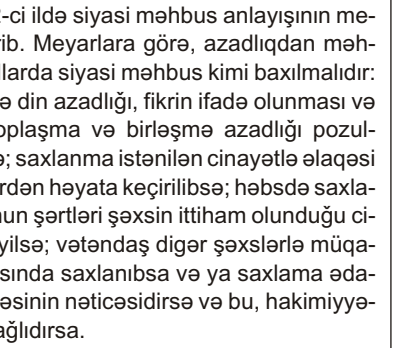 -ci ildə siyasi məhbus anlayışının me-
rib. Meyarlara görə, azadlıqdan məh-
llarda siyasi məhbus kimi baxılmalıdır:
ə din azadlığı, fikrin ifadə olunması və
oplaşma və birləşmə azadlığı pozul-
ə; saxlanma istənilən cinayətlə əlaqəsi
rdən həyata keçirilibsə; həbsdə saxla-
nun şərtləri şəxsin ittiham olunduğu ci-
yilsə; vətəndaş digər şəxslərlə müqa-
sında saxlanıbsa və ya saxlama əda-
əsinin nəticəsidirsə və bu, hakimiyyə-
ağlıdırsa.